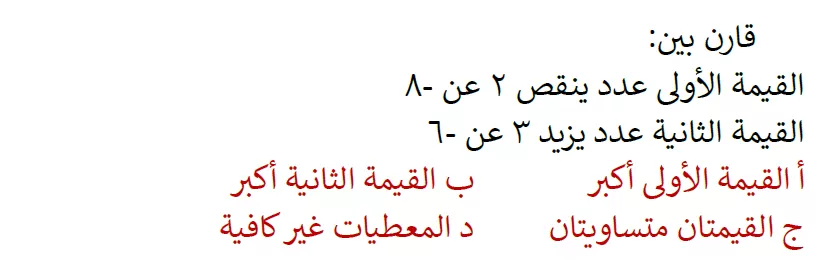 قارن بين:
القيمة الأولى عدد ينقص ٢ عن -٨
القيمة الثانية عدد يزيد ٣ عن -٦
أ القيمة الأولى أكبر ب القيمة الثانية أكبر
ج القيمتان متساويتان د المعطيات غير كافية